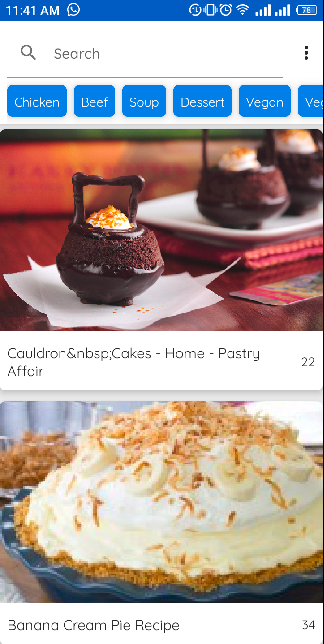 11:41 AM
76
Search
Chicken Beef Soup Dessert Vegan
Cauldron&nbsp;Cakes - Home - Pastry
Affair
22
Banana Cream Pie Recipe
34